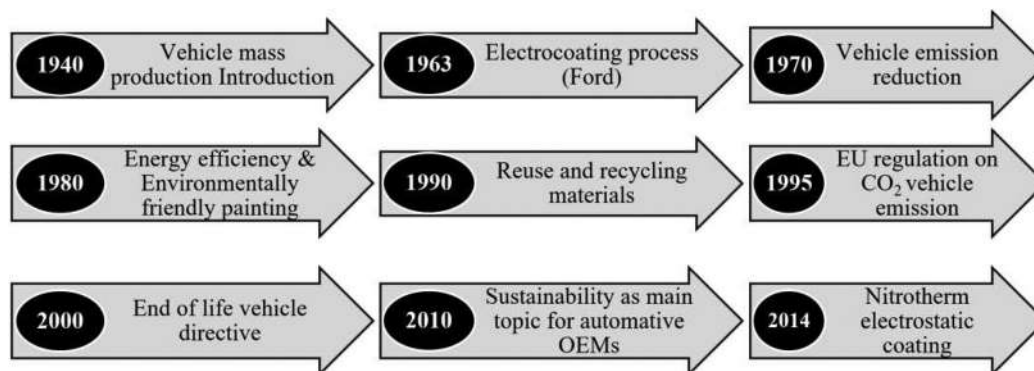 1940
Vehicle mass
production Introduction
1963
Electrocoating process
(Ford)
1970
Vehicle emission
reduction
1980
Energy efficiency &
Environmentally
friendly painting
1990
Reuse and recycling
materials
1995
EU regulation on
CO₂ vehicle
emission
2000
End of life vehicle
directive
2010
Sustainability as main
topic for automative
OEMs
2014
Nitrotherm
electrostatic
coating